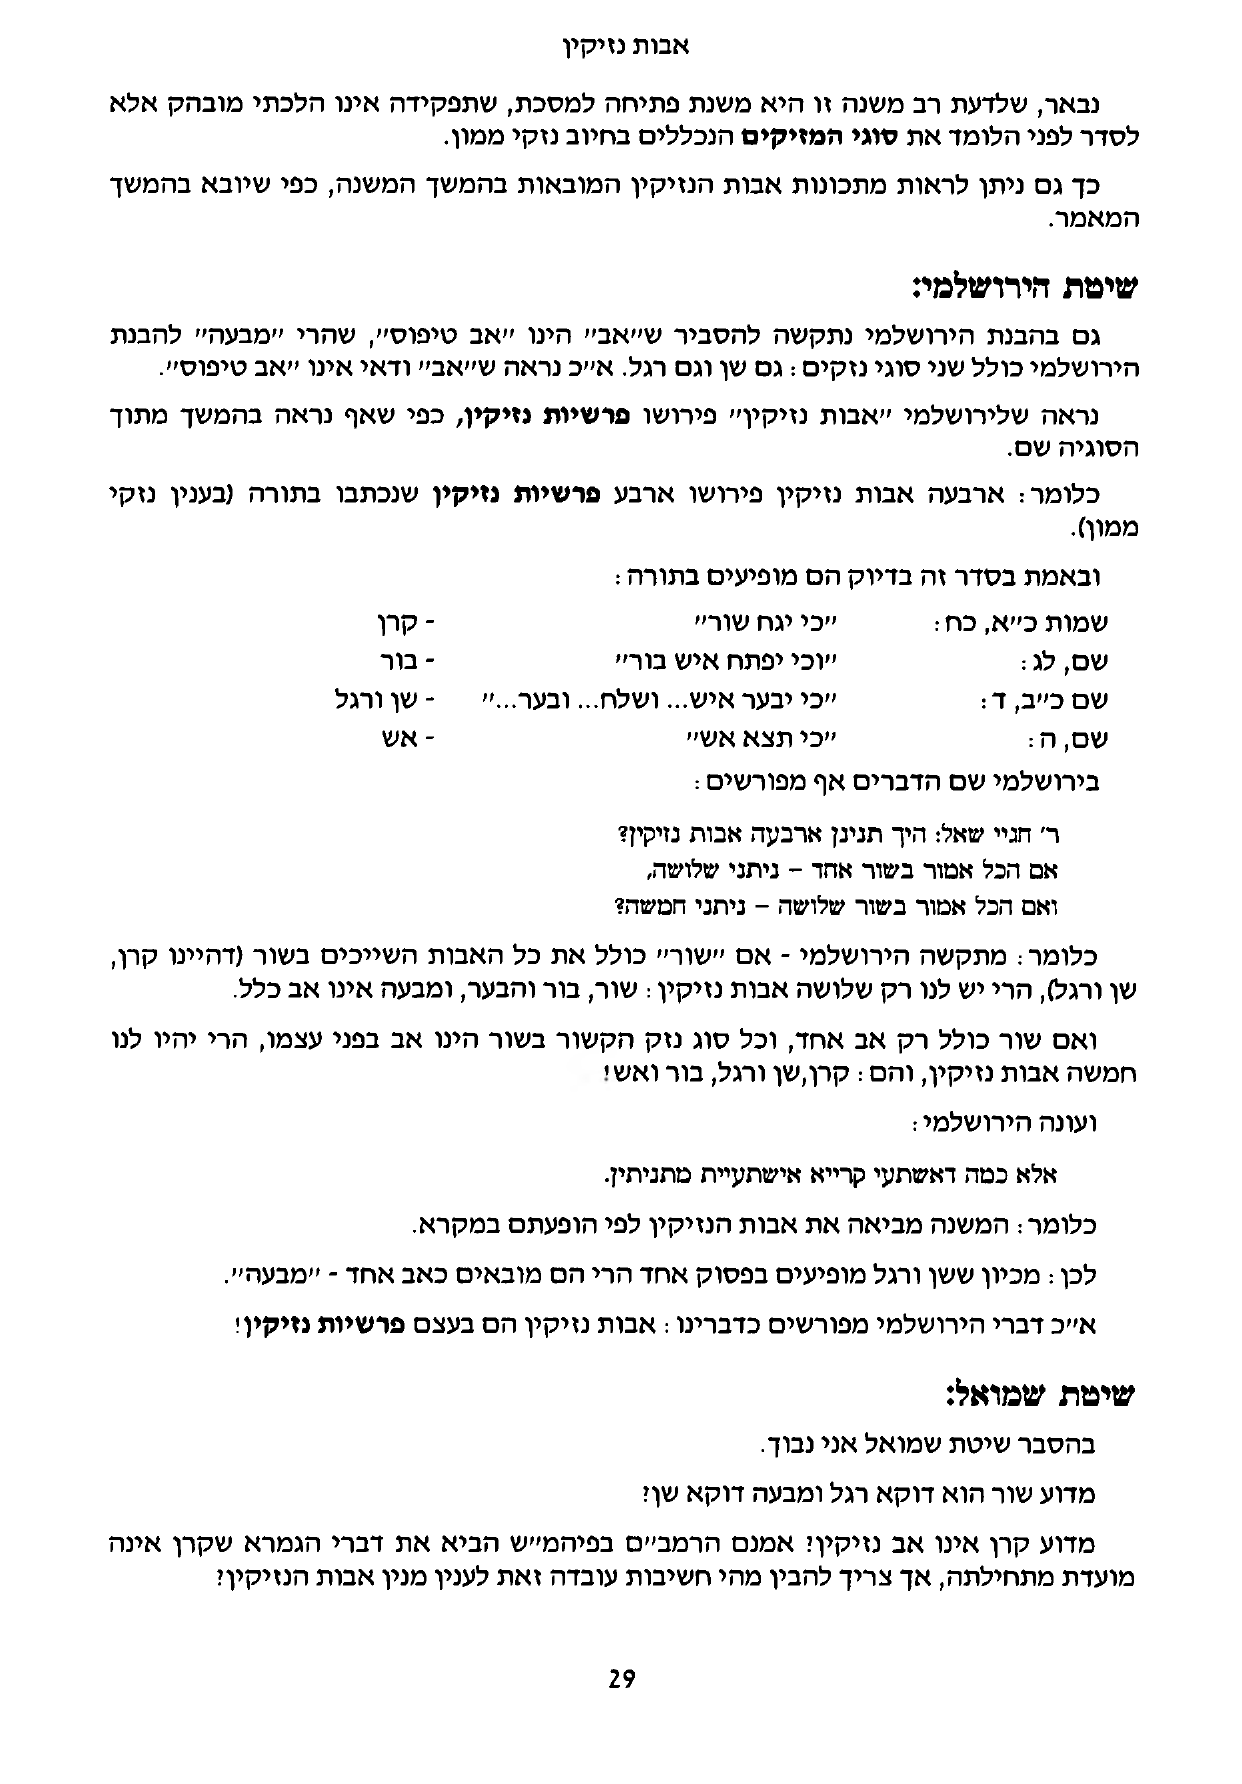 אבות נזיקין
נבאר, שלדעת רב משנה זו היא משנת פתיחה למסכת, שתפקידה אינו הלכתי מובהק אלא
לסדר לפני הלומד את סוגי המזיקים הנכללים בחיוב נזקי ממון.
כך גם ניתן לראות מתכונות אבות הנזיקין המובאות בהמשך המשנה, כפי שיובא בהמשך
המאמר.
שיטת הירושלמי:
גם בהבנת הירושלמי נתקשה להסביר ש"אב" הינו "אב טיפוס", שהרי "מבעה" להבנת
הירושלמי כולל שני סוגי נזקים: גם שן וגם רגל. א"כ נראה ש"אב" ודאי אינו "אב טיפוס".
נראה שלירושלמי "אבות נזיקין" פירושו פרשיות נזיקין, כפי שאף נראה בהמשך מתוך
הסוגיה שם.
כלומר: ארבעה אבות נזיקין פירושו ארבע פרשיות נזיקין שנכתבו בתורה (בענין נזקי
ממון).
ובאמת בסדר זה בדיוק הם מופיעים בתורה:
שמות כ"א, כח: "כי יגח שור" - קרן
שם, לג: "וכי יפתח איש בור" - בור
שם כ"ב, ד: "כי יבער איש... ושלח... ובער..." - שן ורגל
שם, ה: "כי תצא אש" - אש
בירושלמי שם הדברים אף מפורשים:
ר' חגיי שאל: היך תנינן ארבעה אבות נזיקין?
אם הכל אמור בשור אחד – ניתני שלושה,
ואם הכל אמור בשור שלושה – ניתני חמשה?
כלומר: מתקשה הירושלמי - אם "שור" כולל את כל האבות השייכים בשור (דהיינו קרן,
שן ורגל), הרי יש לנו רק שלושה אבות נזיקין: שור, בור והבער, ומבעה אינו אב כלל.
ואם שור כולל רק אב אחד, וכל סוג נזק הקשור בשור הינו אב בפני עצמו, הרי יהיו לנו
חמשה אבות נזיקין, והם: קרן,שן ורגל, בור ואש!
ועונה הירושלמי:
אלא כמה דאשתעי קרייא אישתעיית מתניתין.
כלומר: המשנה מביאה את אבות הנזיקין לפי הופעתם במקרא.
לכן: מכיון ששן ורגל מופיעים בפסוק אחד הרי הם מובאים כאב אחד - "מבעה".
א"כ דברי הירושלמי מפורשים כדברינו: אבות נזיקין הם בעצם פרשיות נזיקין!
שיטת שמואל:
בהסבר שיטת שמואל אני נבוך.
מדוע שור הוא דוקא רגל ומבעה דוקא שן?
מדוע קרן אינו אב נזיקין? אמנם הרמב"ם בפיהמ"ש הביא את דברי הגמרא שקרן אינה
מועדת מתחילתה, אך צריך להבין מהי חשיבות עובדה זאת לענין מנין אבות הנזיקין?
29